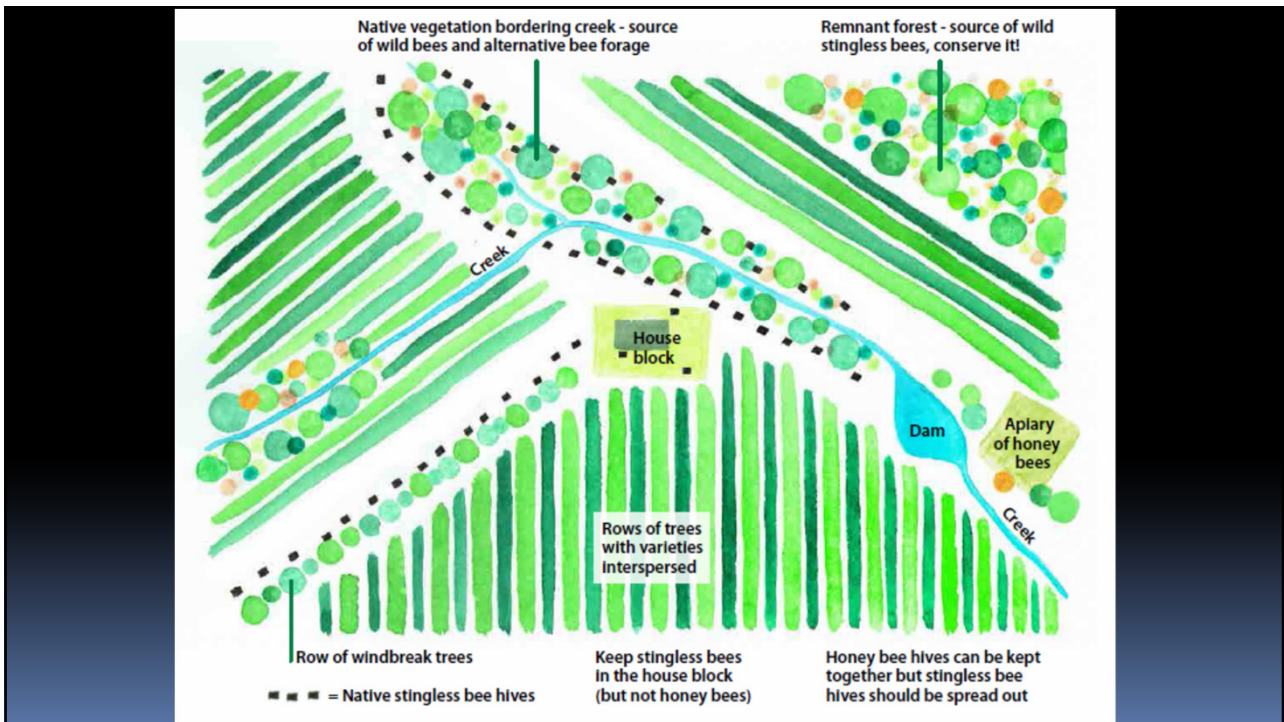 Native vegetation bordering creek - source
of wild bees and alternative bee forage
Remnant forest - source of wild
stingless bees, conserve it!
Creek
House
block
Dam
Apiary
of honey
bees
Creek
Rows of trees
with varieties
interspersed
Row of windbreak trees
= Native stingless bee hives
Keep stingless bees
in the house block
(but not honey bees)
Honey bee hives can be kept
together but stingless bee
hives should be spread out